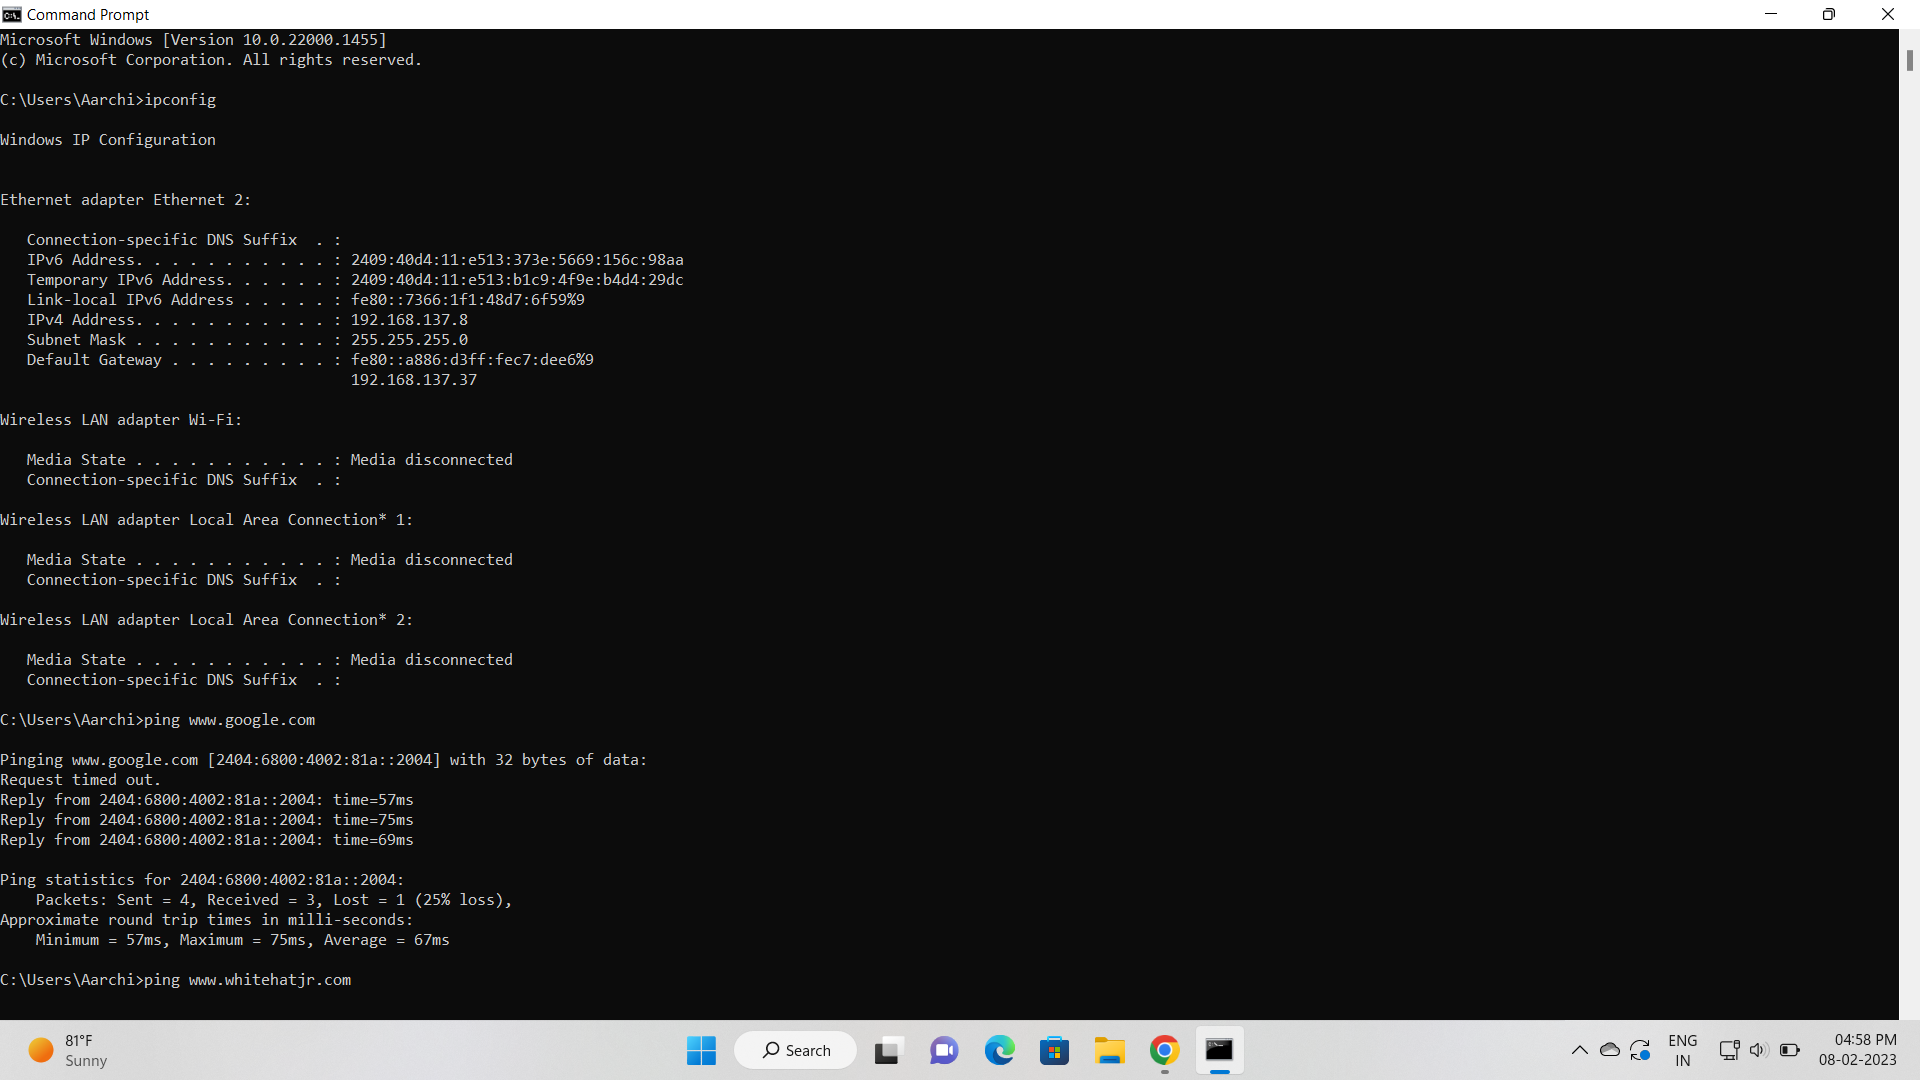 Command Prompt
Microsoft Windows [Version 10.0.22000.1455]
(c) Microsoft Corporation. All rights reserved.
C:\Users\Aarchi>ipconfig
Windows IP Configuration
Ethernet adapter Ethernet 2:
Connection-specific DNS Suffix  . :
IPv6 Address. . . . . . . . . . . : 2409:40d4:11:e513:373e:5669:156c:98aa
Temporary IPv6 Address. . . . . . : 2409:40d4:11:e513:b1c9:4f9e:b4d4:29dc
Link-local IPv6 Address . . . . . : fe80::7366:1f1:48d7:6f59%9
IPv4 Address. . . . . . . . . . . : 192.168.137.8
Subnet Mask . . . . . . . . . . . : 255.255.255.0
Default Gateway . . . . . . . . . : fe80::a886:d3ff:fec7:dee6%9
192.168.137.37
Wireless LAN adapter Wi-Fi:
Media State . . . . . . . . . . . : Media disconnected
Connection-specific DNS Suffix  . :
Wireless LAN adapter Local Area Connection* 1:
Media State . . . . . . . . . . . : Media disconnected
Connection-specific DNS Suffix  . :
Wireless LAN adapter Local Area Connection* 2:
Media State . . . . . . . . . . . : Media disconnected
Connection-specific DNS Suffix  . :
C:\Users\Aarchi>ping www.google.com
Pinging www.google.com [2404:6800:4002:81a::2004] with 32 bytes of data:
Request timed out.
Reply from 2404:6800:4002:81a::2004: time=57ms
Reply from 2404:6800:4002:81a::2004: time=75ms
Reply from 2404:6800:4002:81a::2004: time=69ms
Ping statistics for 2404:6800:4002:81a::2004:
Packets: Sent = 4, Received = 3, Lost = 1 (25% loss),
Approximate round trip times in milli-seconds:
Minimum = 57ms, Maximum = 75ms, Average = 67ms
C:\Users\Aarchi>ping www.whitehatjr.com
81°F
Sunny
Search
ENG
IN
04:58 PM
08-02-2023